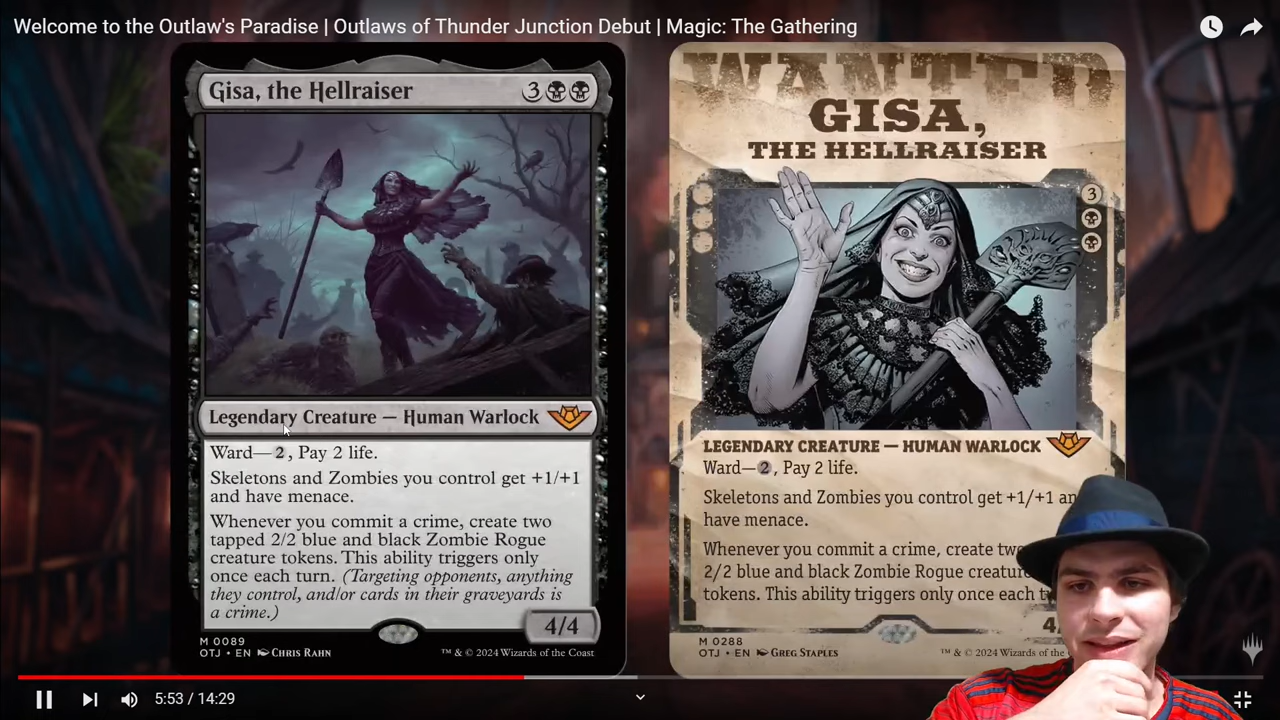 Welcome to the Outlaw's Paradise | Outlaws of Thunder Junction Debut | Magic: The Gathering
Gisa, the Hellraiser 3
Legendary Creature — Human Warlock
Ward—2, Pay 2 life.
Skeletons and Zombies you control get +1/+1
and have menace.
Whenever you commit a crime, create two
tapped 2/2 blue and black Zombie Rogue
creature tokens. This ability triggers only
once each turn. (Targeting opponents, anything
they control, and/or cards in their graveyards is
a crime.)
4/4
M 0089
OTJ • EN CHRIS RAHN
™ & © 2024 Wizards of the Coast
WANTED
GISA,
THE HELLRAISER
3
LEGENDARY CREATURE — HUMAN WARLOCK
Ward—2, Pay 2 life.
Skeletons and Zombies you control get +1/+1
have menace.
Whenever you commit a crime, create
2/2 blue and black Zombie Rogue
tokens. This ability triggers only once each
4/
M 0288
OTJ • EN GREG STAPLES
™ & © 2024 Wizards of the
5:53 / 14:29